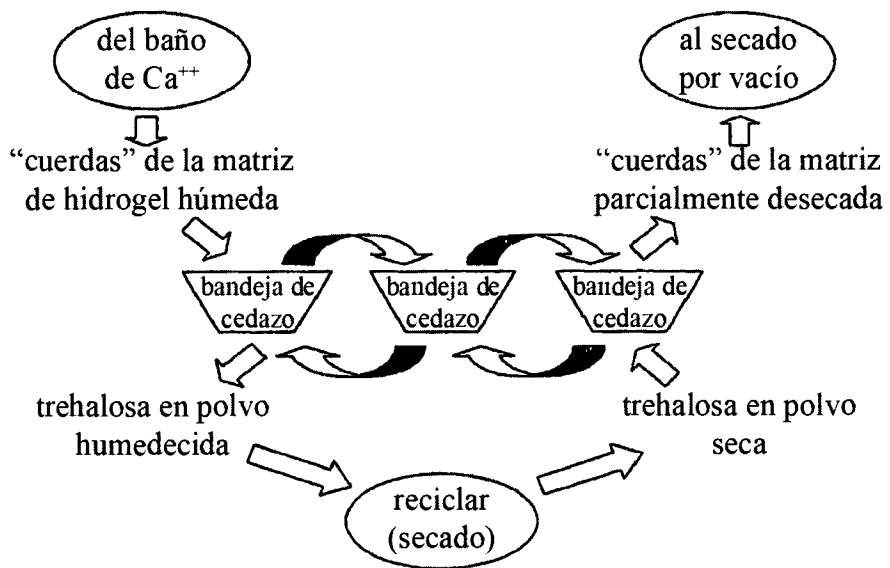 del baño
de Ca⁺⁺
al secado
por vacío
“cuerdas” de la matriz
de hidrogel húmeda
“cuerdas” de la matriz
parcialmente desecada
bandeja de
cedazo
bandeja de
cedazo
bandeja de
cedazo
trehalosa en polvo
humedecida
trehalosa en polvo
seca
reciclar
(secado)